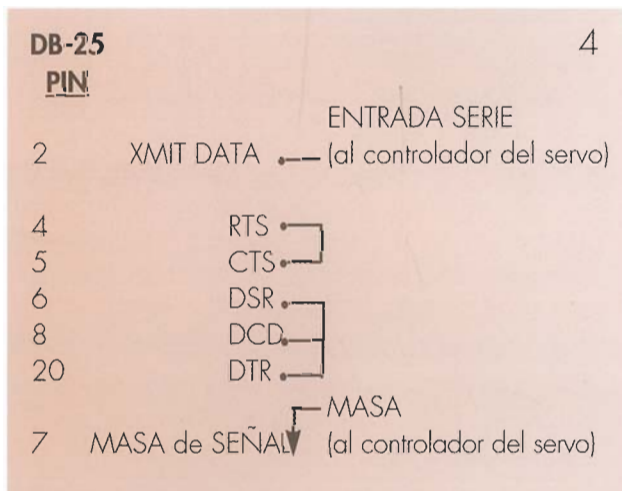 DB-25 4
PIN
ENTRADA SERIE
2 XMIT DATA (al controlador del servo)
4 RTS
5 CTS
6 DSR
8 DCD
20 DTR
MASA
7 MASA de SEÑAL (al controlador del servo)